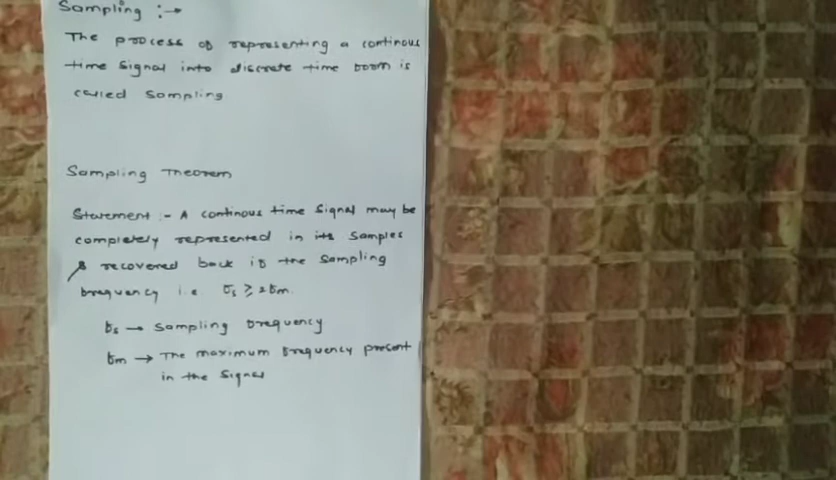 Sampling :→
The process of representing a continous
time signal into discrete time form is
called sampling
Sampling Theorem
Statement :- A continous time signal may be
completely represented in its samples
& recovered back if the sampling
frequency i.e. fs ≥ 2fm.
fs → sampling frequency
fm → The maximum frequency present
in the signal